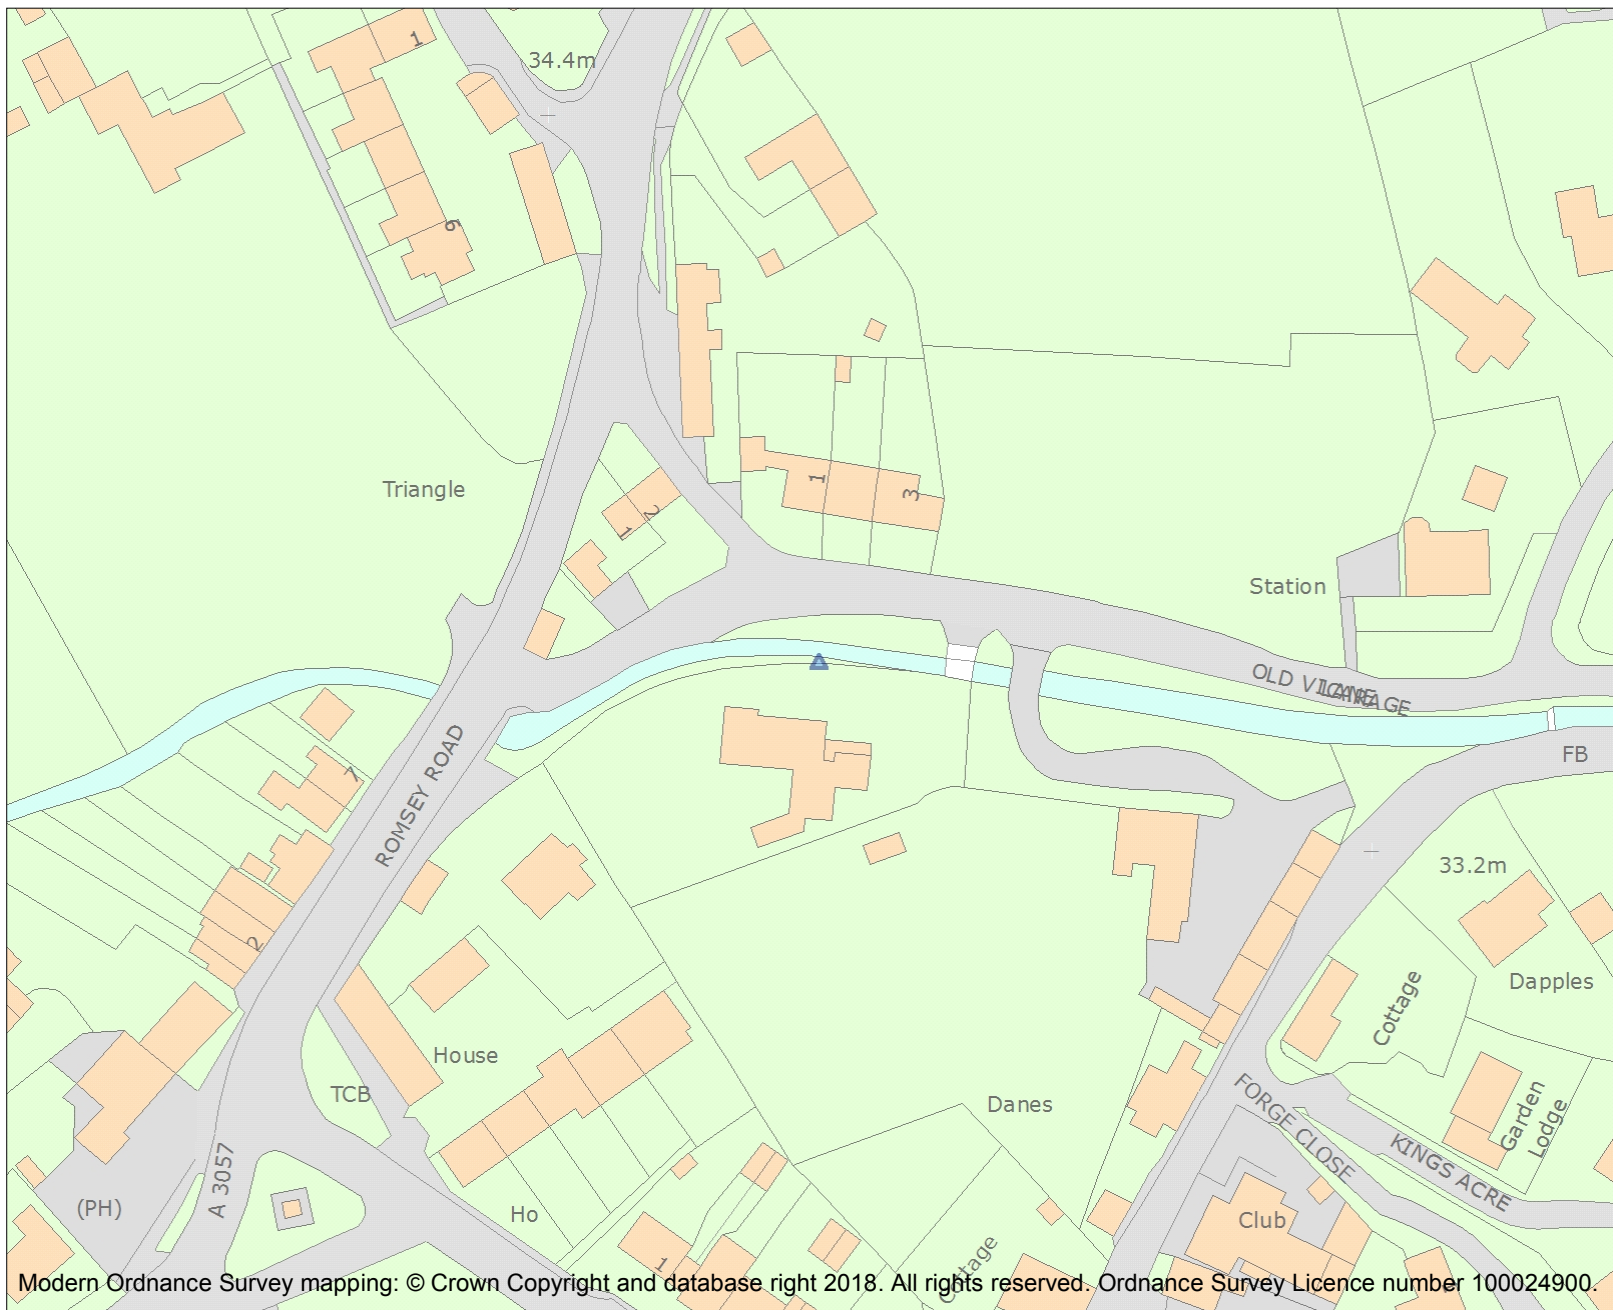 1
34.4m
6
Triangle
1
3
1
2
Station
OLD VICARAGE
LANE
FB
7
ROMSEY ROAD
33.2m
2
Cottage
Dapples
House
TCB
Danes
FORGE CLOSE
KINGS ACRE
Garden
Lodge
A 3057
(PH)
Ho
Club
1
Cottage
Modern Ordnance Survey mapping: © Crown Copyright and database right 2018. All rights reserved. Ordnance Survey Licence number 100024900.